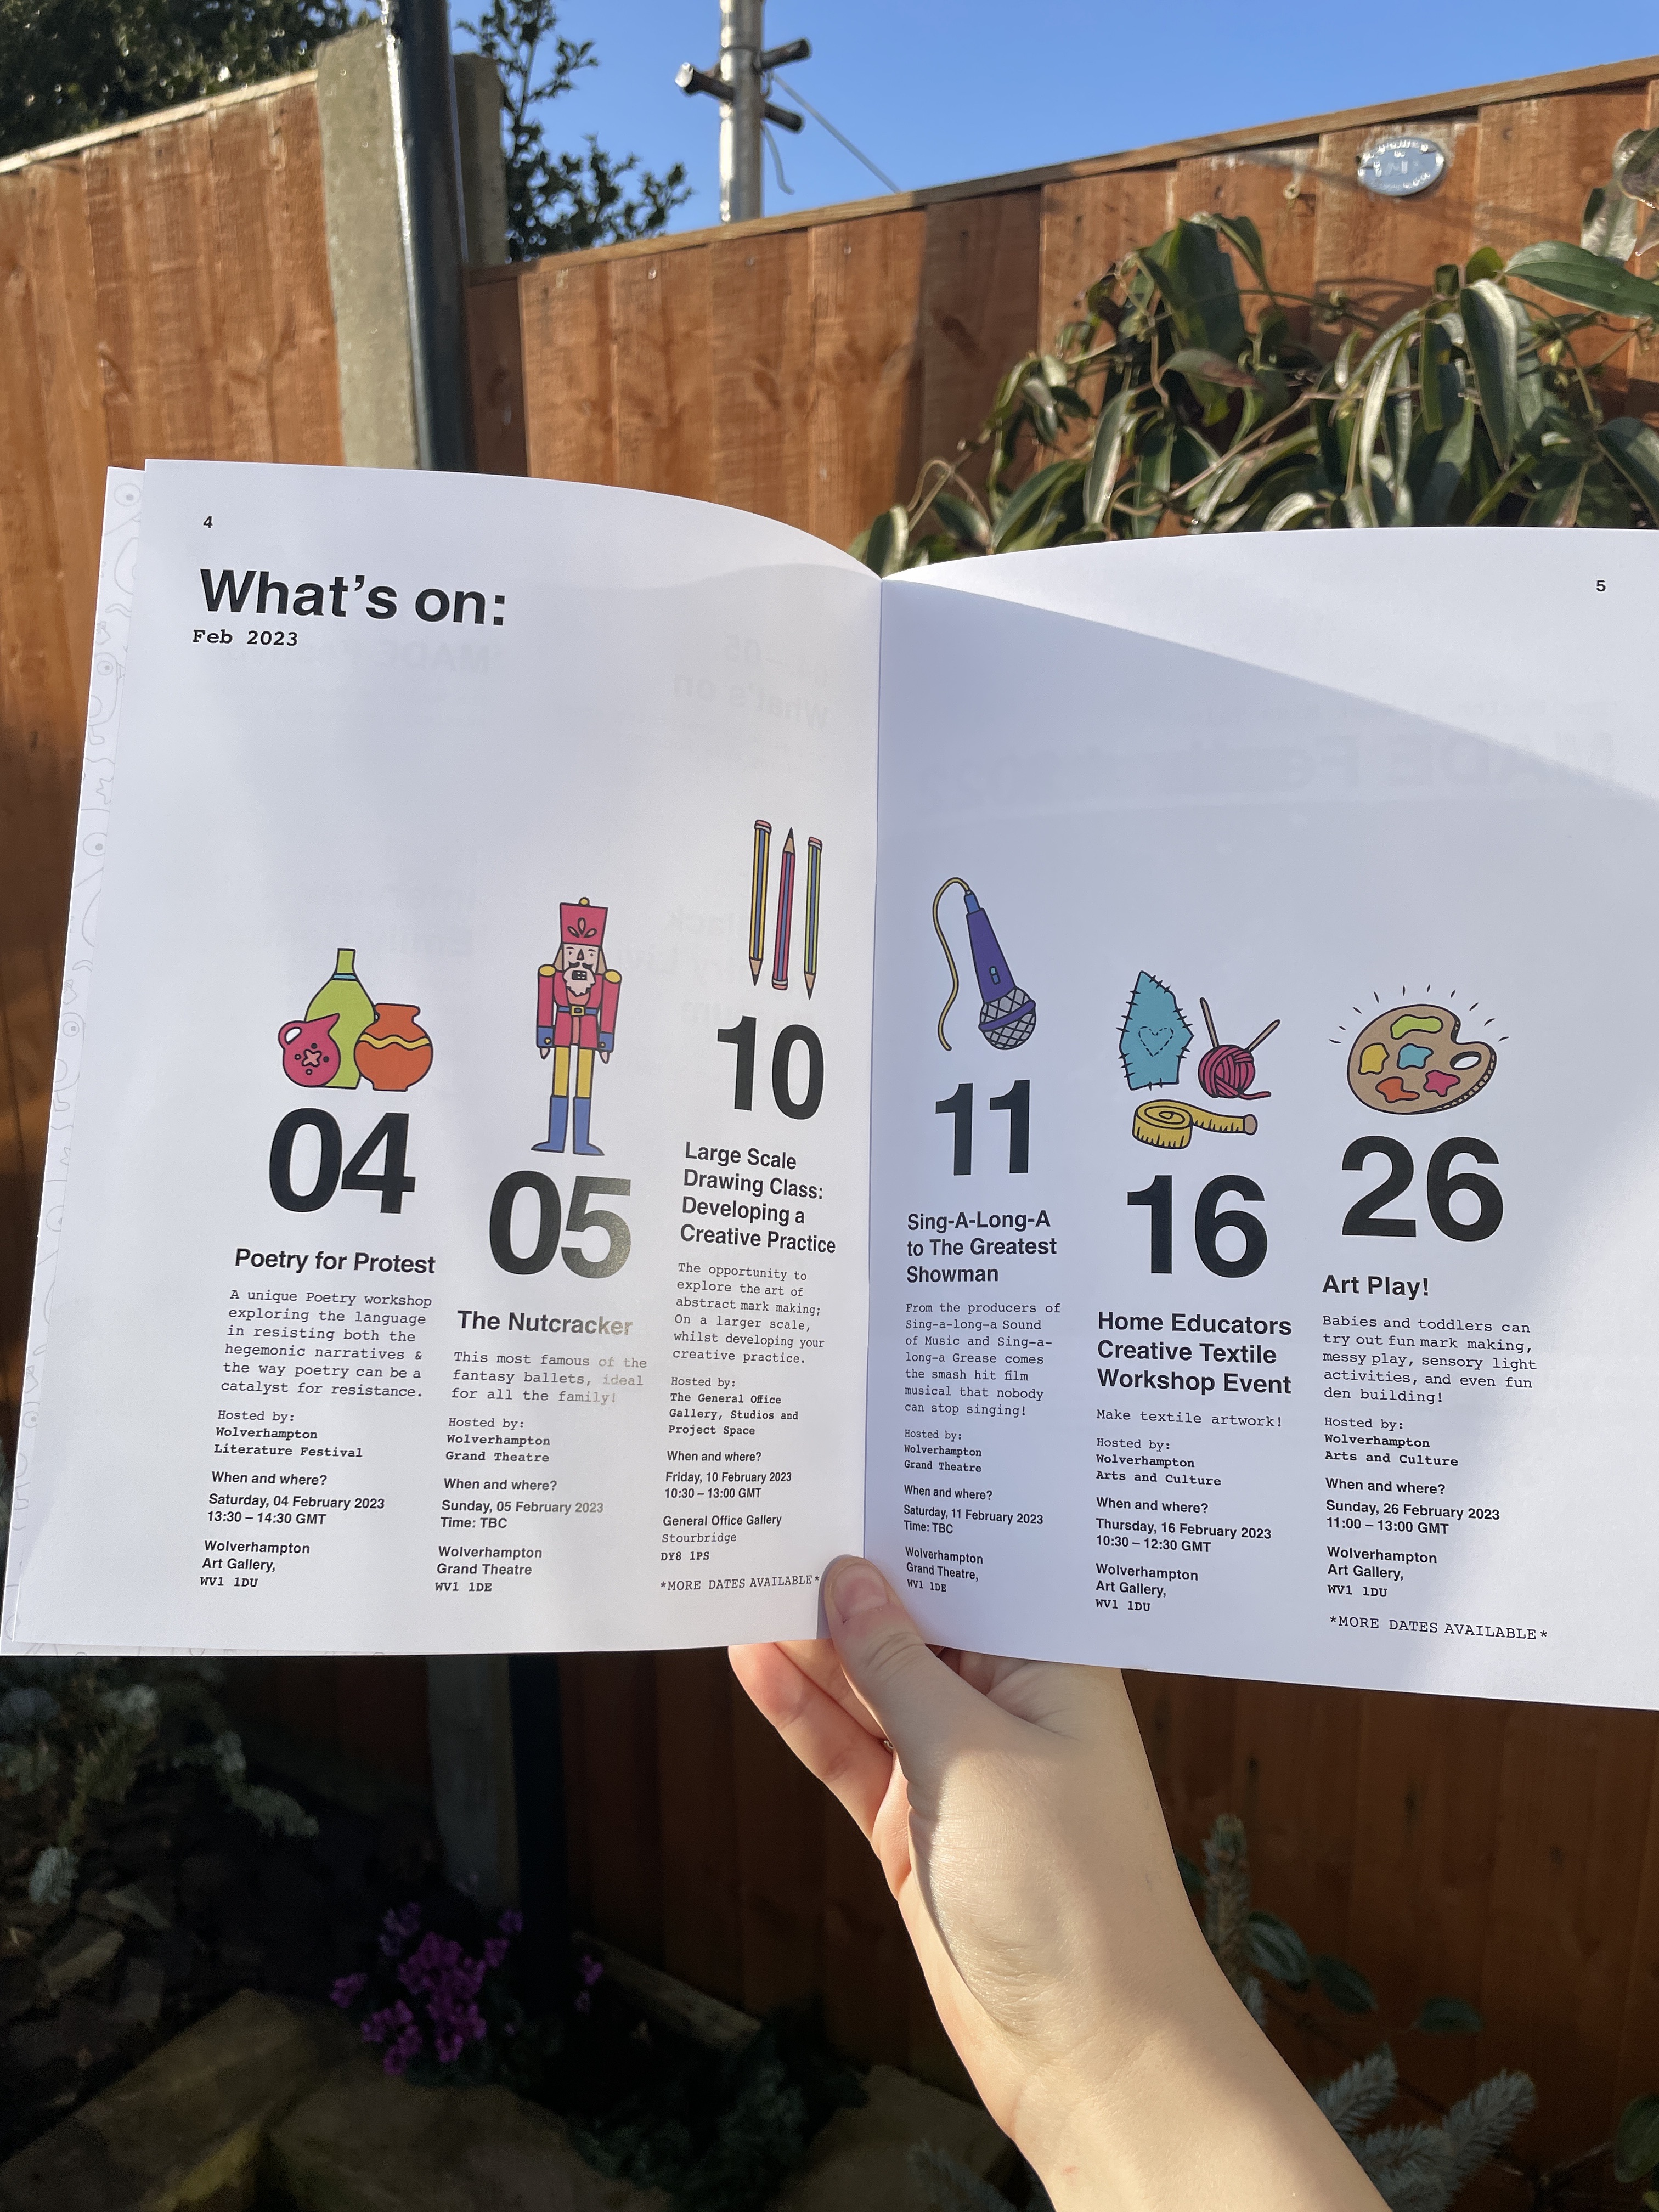 4
What's on:
Feb 2023
04
Poetry for Protest
A unique Poetry workshop
exploring the language
in resisting both the
hegemonic narratives &
the way poetry can be a
catalyst for resistance.
Hosted by:
Wolverhampton
Literature Festival
When and where?
Saturday, 04 February 2023
13:30 – 14:30 GMT
Wolverhampton
Art Gallery,
WV1 1DU
05
The Nutcracker
This most famous of the
fantasy ballets, ideal
for all the family!
Hosted by:
Wolverhampton
Grand Theatre
When and where?
Sunday, 05 February 2023
Time: TBC
Wolverhampton
Grand Theatre
WV1 1DE
10
Large Scale
Drawing Class:
Developing a
Creative Practice
The opportunity to
explore the art of
abstract mark making;
On a larger scale,
whilst developing your
creative practice.
Hosted by:
The General Office
Gallery, Studios and
Project Space
When and where?
Friday, 10 February 2023
10:30 – 13:00 GMT
General Office Gallery
Stourbridge
DY8 1PS
*MORE DATES AVAILABLE*
5
11
Sing-A-Long-A
to The Greatest
Showman
From the producers of
Sing-a-long-a Sound
of Music and Sing-a-
long-a Grease comes
the smash hit film
musical that nobody
can stop singing!
Hosted by:
Wolverhampton
Grand Theatre
When and where?
Saturday, 11 February 2023
Time: TBC
Wolverhampton
Grand Theatre,
WV1 1DE
16
Home Educators
Creative Textile
Workshop Event
Make textile artwork!
Hosted by:
Wolverhampton
Arts and Culture
When and where?
Thursday, 16 February 2023
10:30 – 12:30 GMT
Wolverhampton
Art Gallery,
WV1 1DU
26
Art Play!
Babies and toddlers can
try out fun mark making,
messy play, sensory light
activities, and even fun
den building!
Hosted by:
Wolverhampton
Arts and Culture
When and where?
Sunday, 26 February 2023
11:00 – 13:00 GMT
Wolverhampton
Art Gallery,
WV1 1DU
*MORE DATES AVAILABLE*